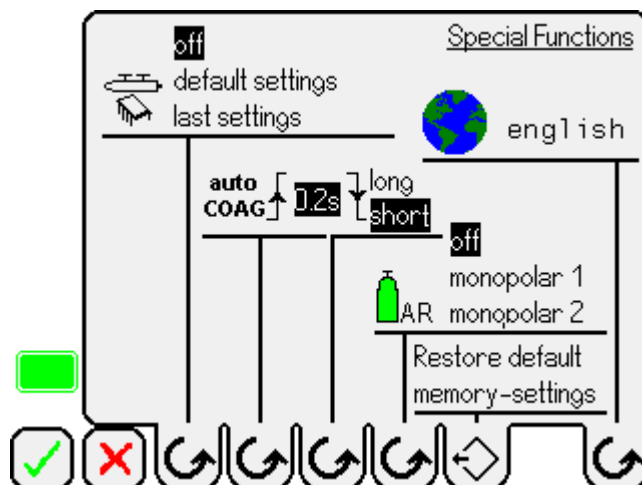 Special Functions
off
default settings
last settings
english
auto
COAG
0.2s
long
short
off
monopolar 1
monopolar 2
AR
Restore default
memory-settings